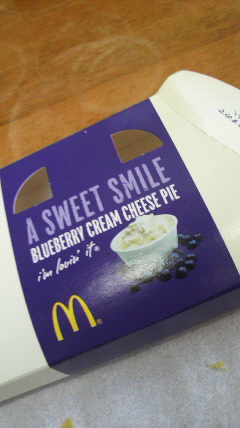 A SWEET SMILE
BLUEBERRY CREAM CHEESE PIE
i'm lovin' it®
M®